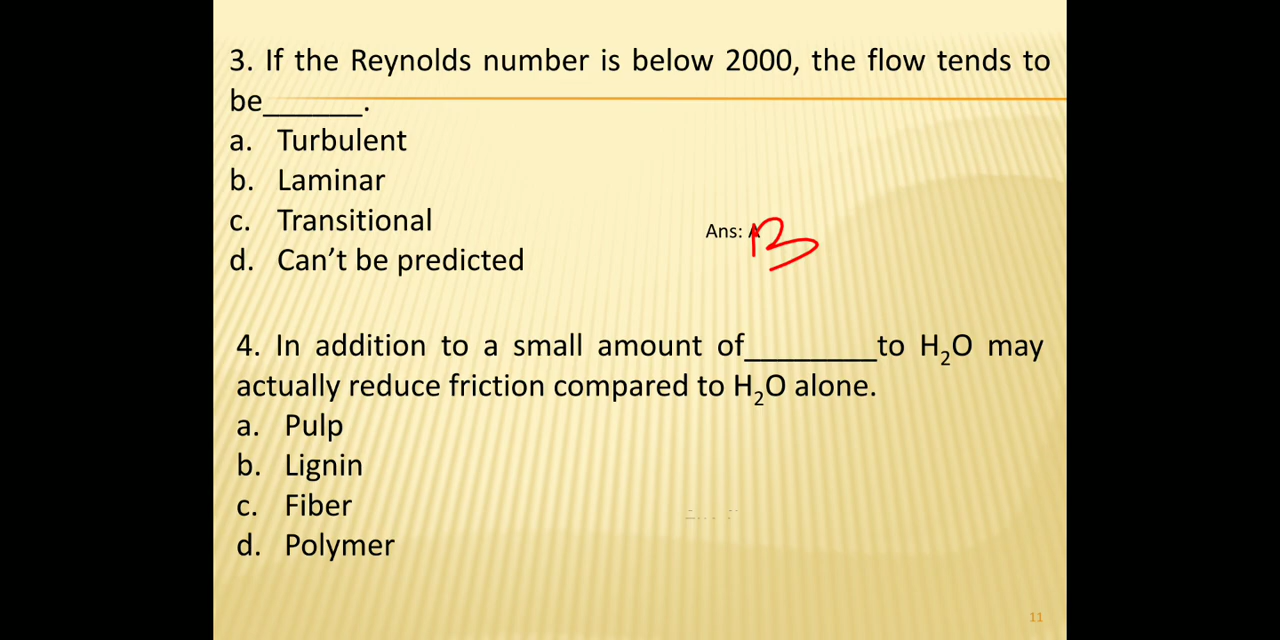 3. If the Reynolds number is below 2000, the flow tends to
be______.
a. Turbulent
b. Laminar
c. Transitional
Ans: A B
d. Can't be predicted
4. In addition to a small amount of________to H₂O may
actually reduce friction compared to H₂O alone.
a. Pulp
b. Lignin
c. Fiber
d. Polymer
11